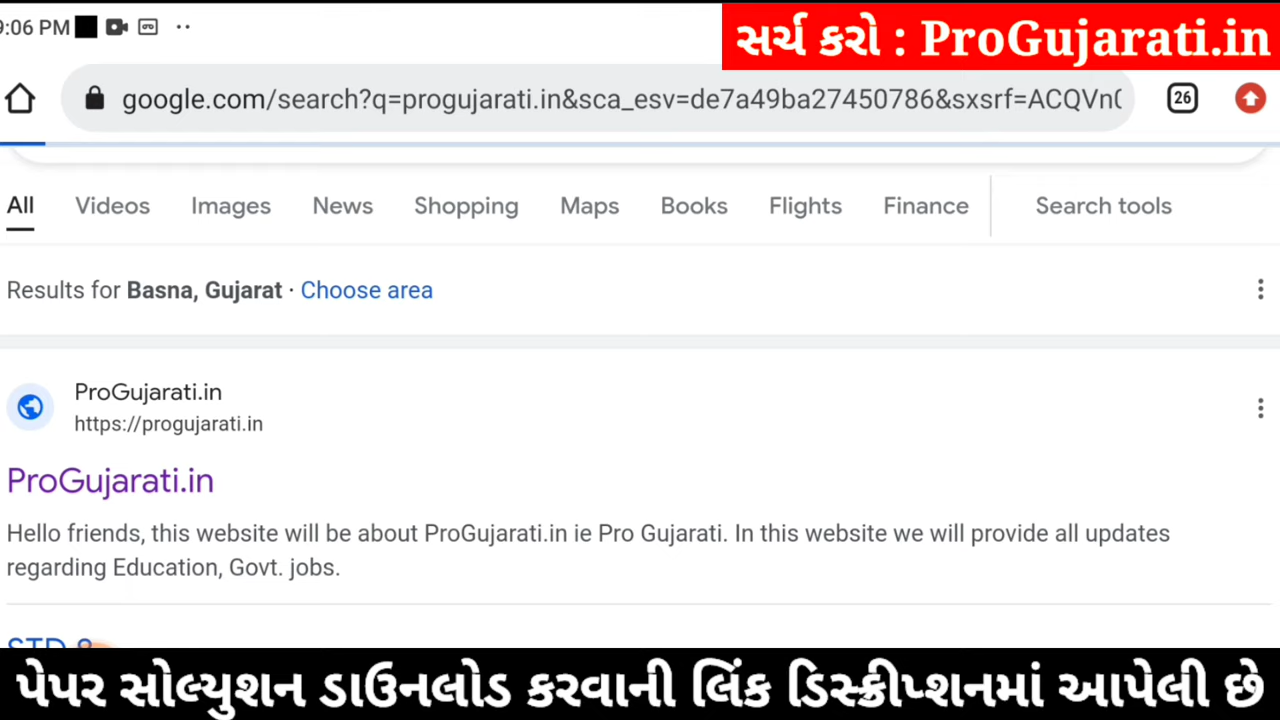 9:06 PM
સર્ચ કરો : ProGujarati.in
google.com/search?q=progujarati.in&sca_esv=de7a49ba27450786&sxsrf=ACQVn0
26
All Videos Images News Shopping Maps Books Flights Finance Search tools
Results for Basna, Gujarat · Choose area
ProGujarati.in
https://progujarati.in
ProGujarati.in
Hello friends, this website will be about ProGujarati.in ie Pro Gujarati. In this website we will provide all updates
regarding Education, Govt. jobs.
STD 8
પેપર સોલ્યુશન ડાઉનલોડ કરવાની લિંક ડિસ્ક્રીપ્શનમાં આપેલી છે